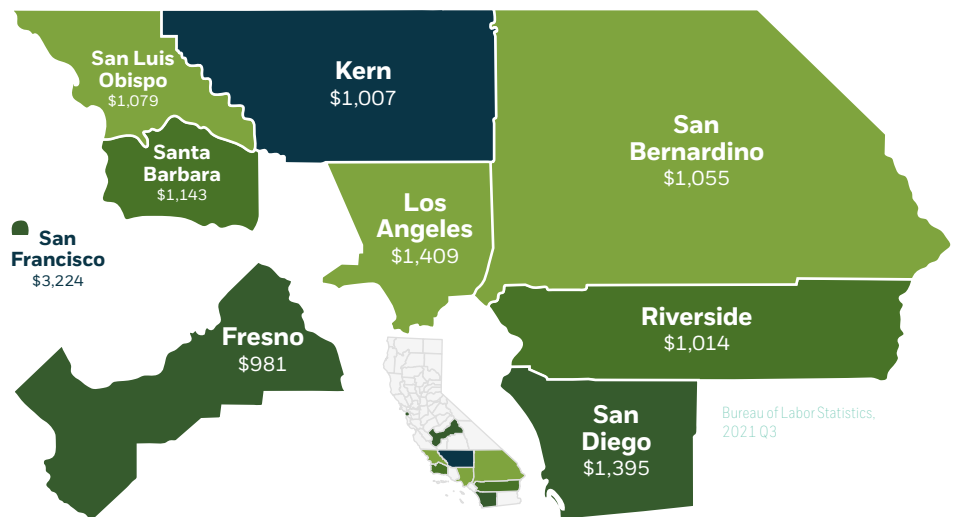 San Luis
Obispo
$1,079
Kern
$1,007
San
Bernardino
$1,055
Santa
Barbara
$1,143
Los
Angeles
$1,409
San
Francisco
$3,224
Fresno
$981
Riverside
$1,014
San
Diego
$1,395
Bureau of Labor Statistics,
2021 Q3